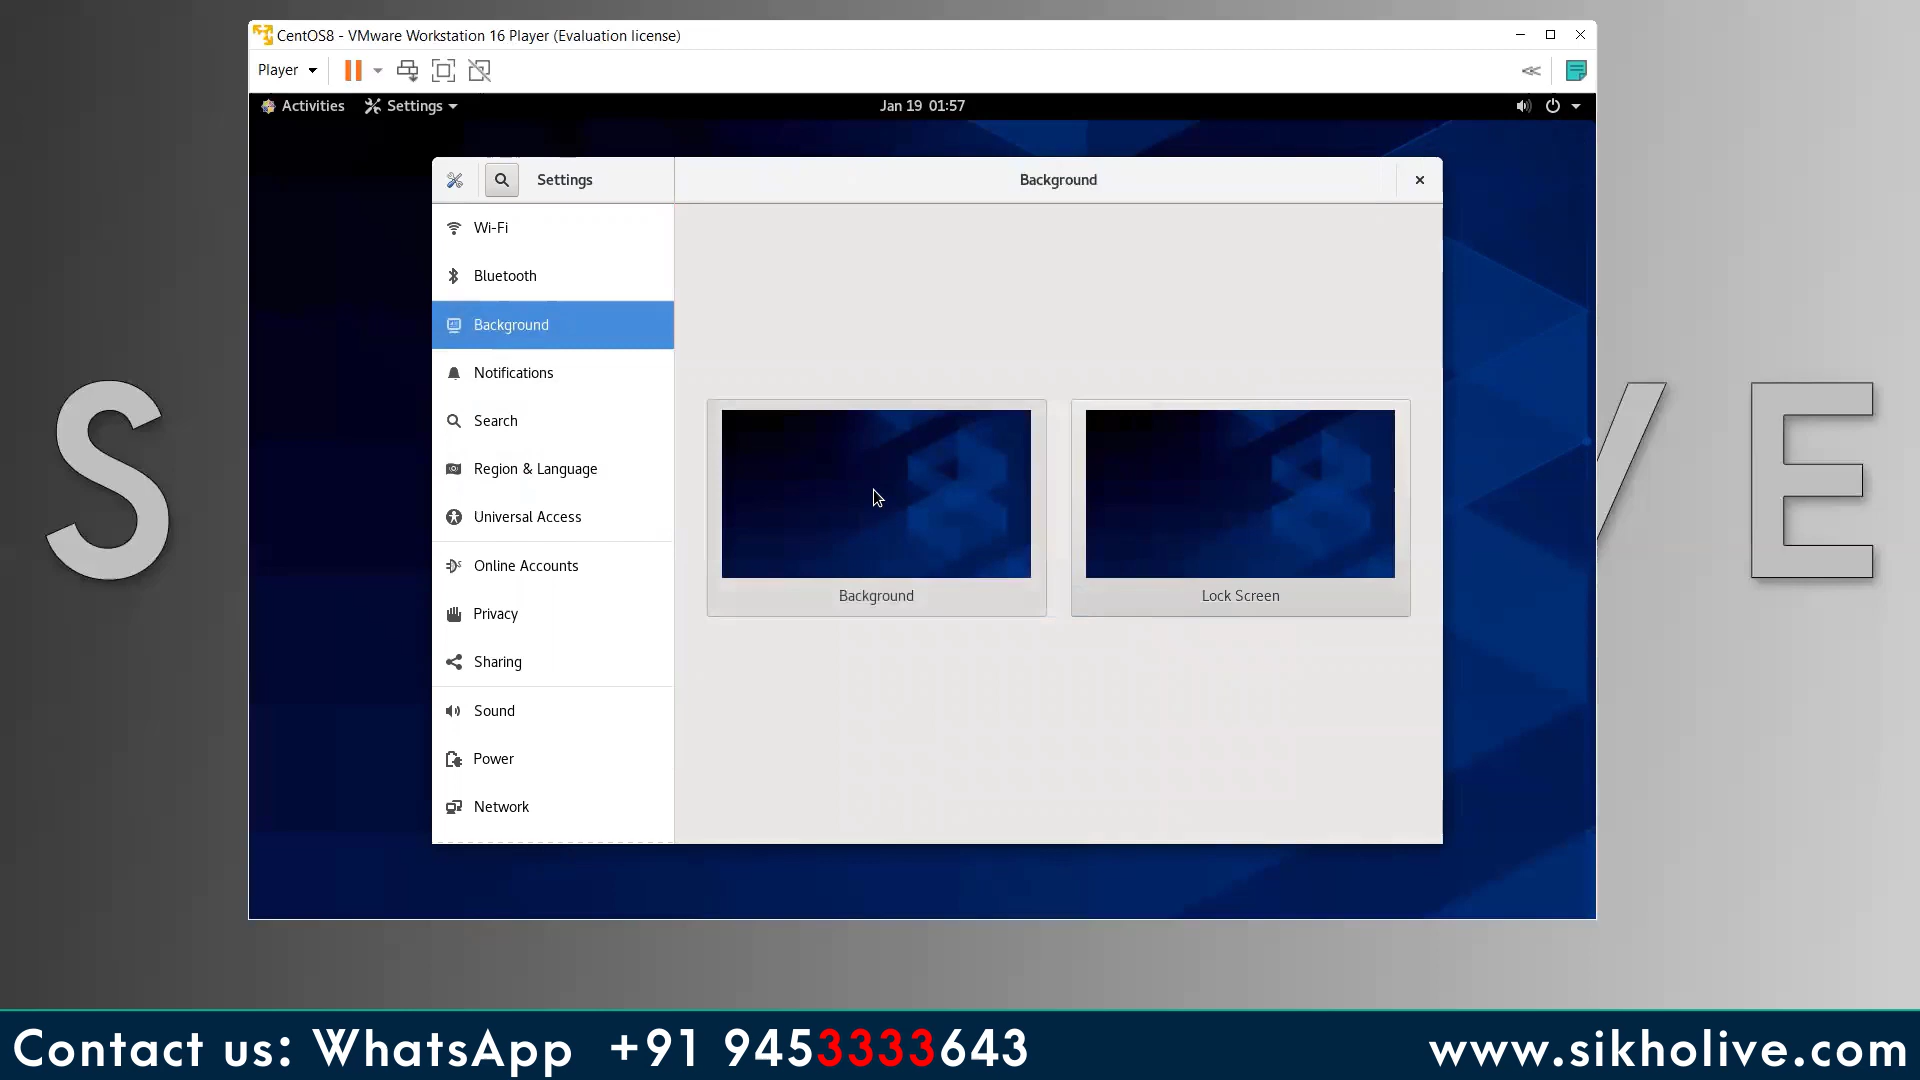 CentOS8 - VMware Workstation 16 Player (Evaluation license)
Player
Activities
Settings
Jan 19 01:57
Settings
Background
Wi-Fi
Bluetooth
Background
Notifications
Search
Region & Language
Universal Access
Online Accounts
Privacy
Sharing
Sound
Power
Network
Background
Lock Screen
S
V E
Contact us: WhatsApp +91 9453333643
www.sikholive.com